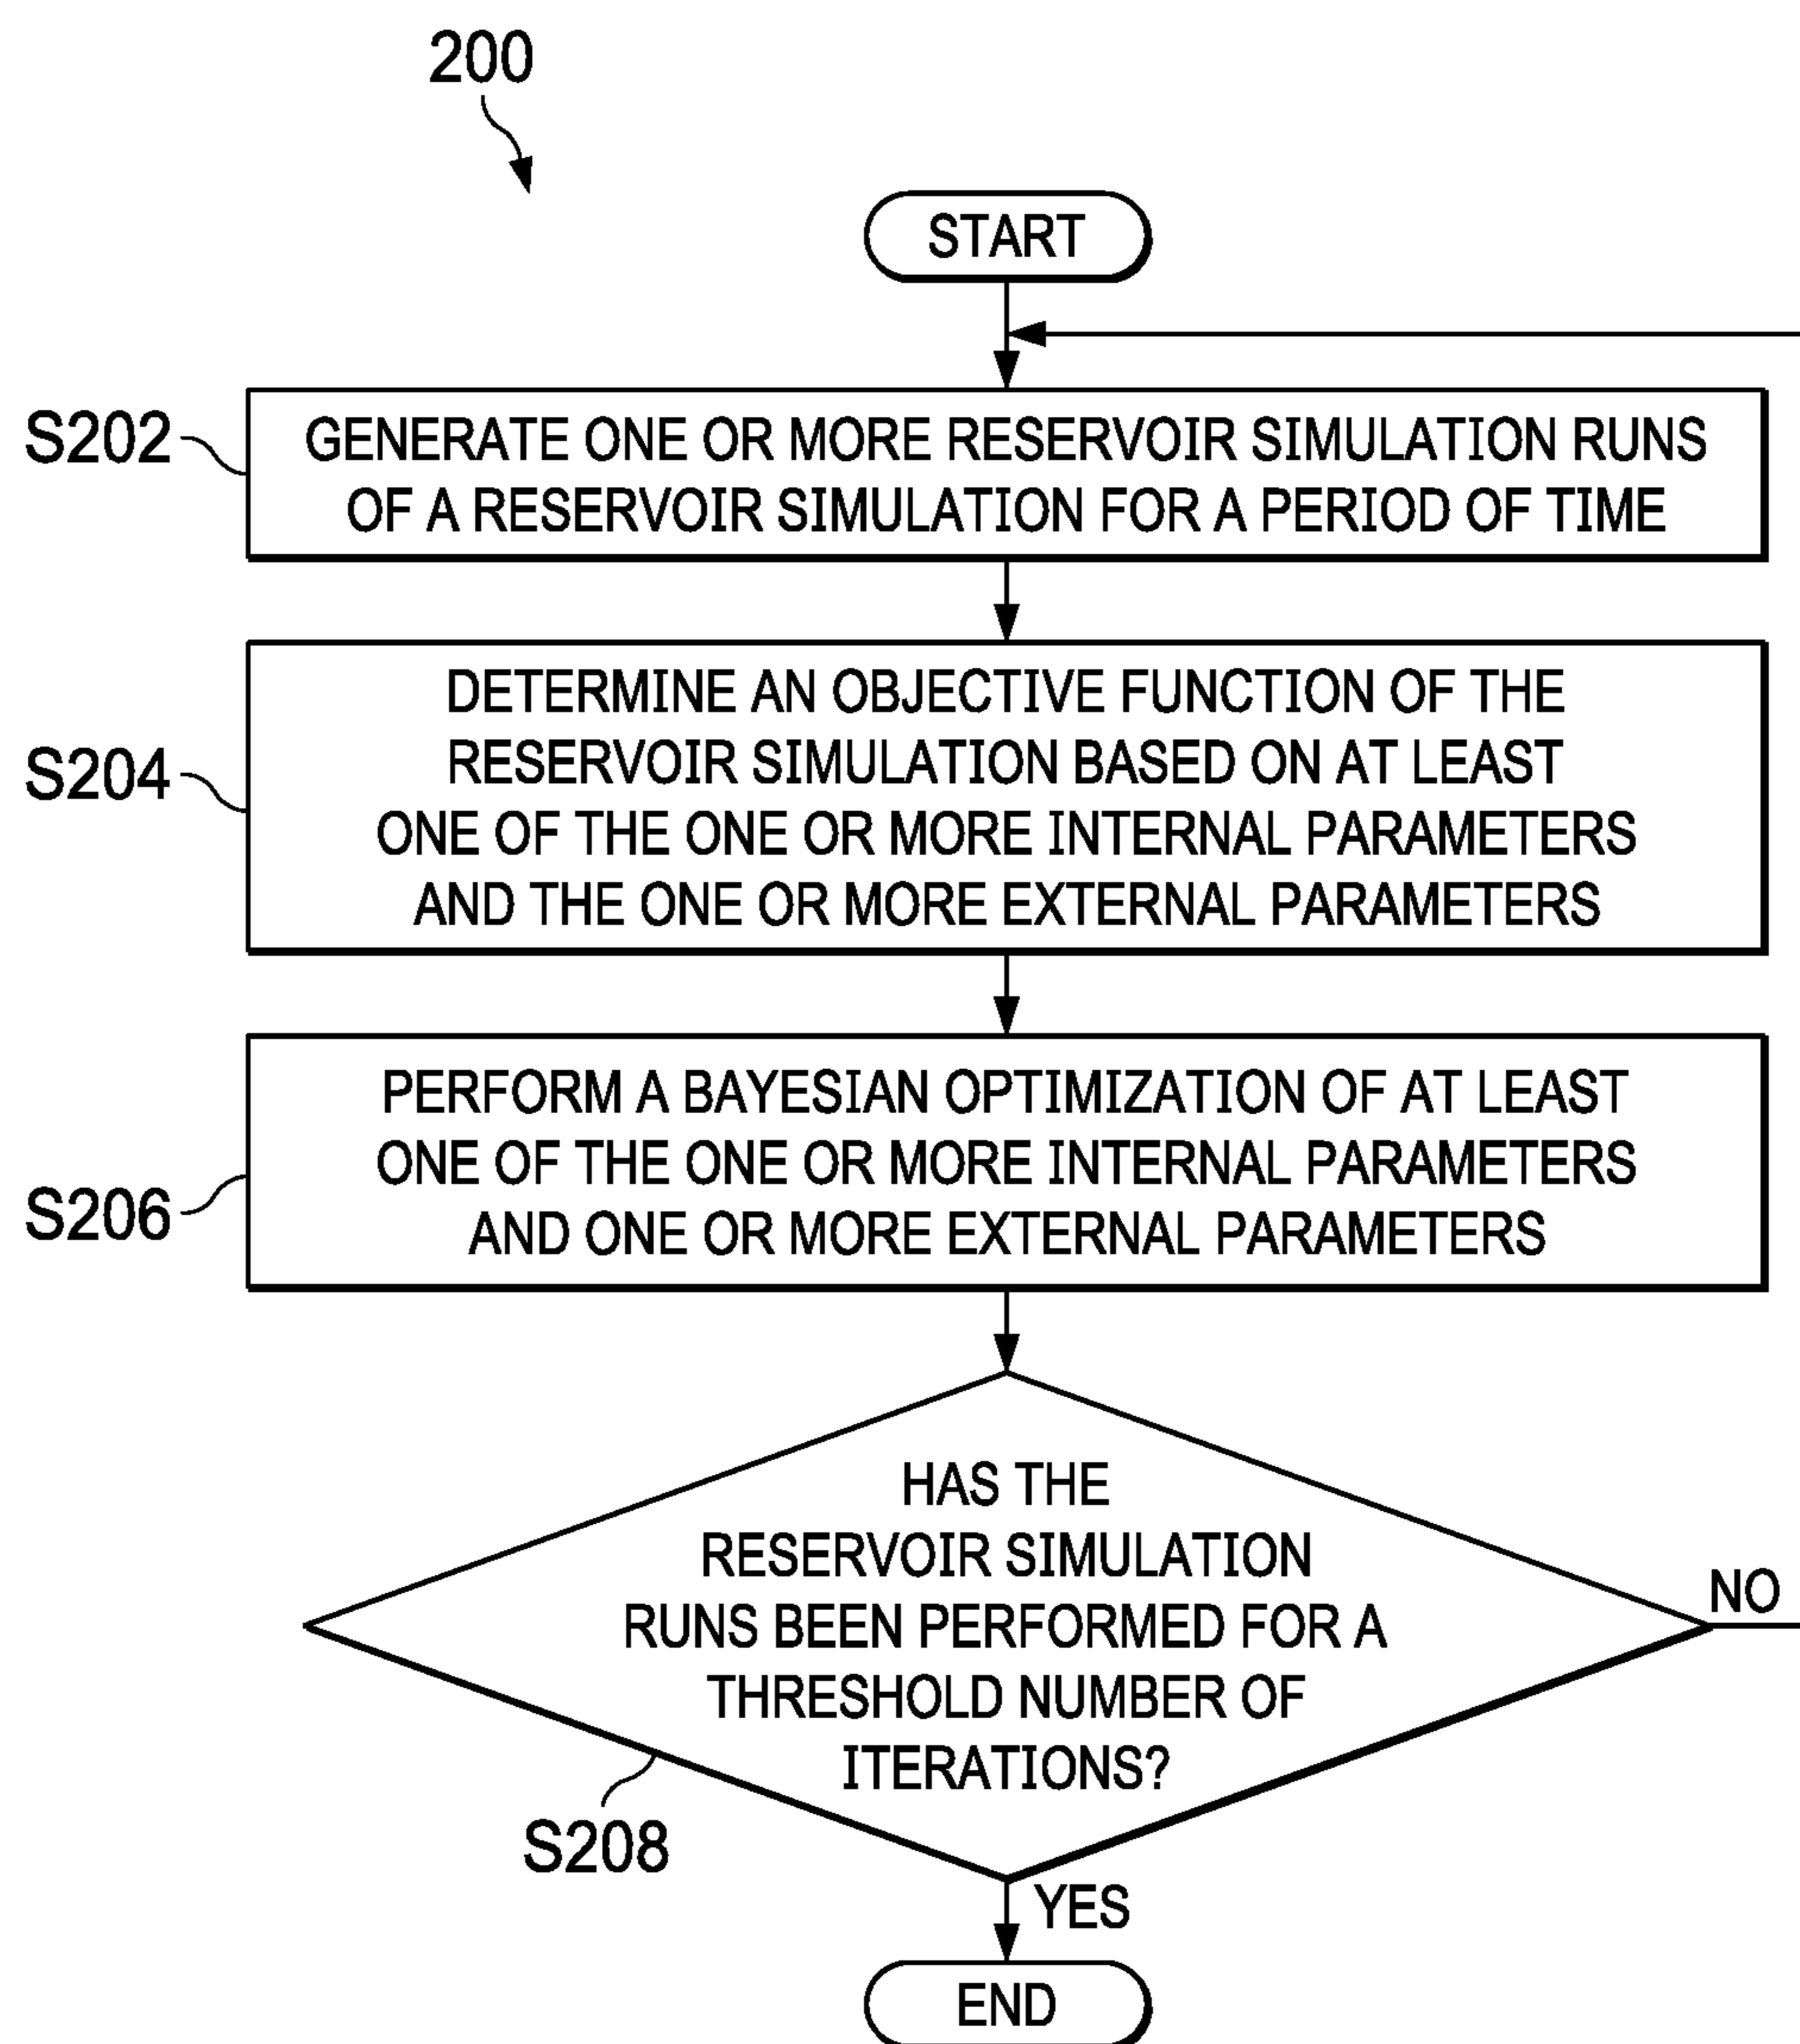 200
START
S202
GENERATE ONE OR MORE RESERVOIR SIMULATION RUNS
OF A RESERVOIR SIMULATION FOR A PERIOD OF TIME
S204
DETERMINE AN OBJECTIVE FUNCTION OF THE
RESERVOIR SIMULATION BASED ON AT LEAST
ONE OF THE ONE OR MORE INTERNAL PARAMETERS
AND THE ONE OR MORE EXTERNAL PARAMETERS
S206
PERFORM A BAYESIAN OPTIMIZATION OF AT LEAST
ONE OF THE ONE OR MORE INTERNAL PARAMETERS
AND ONE OR MORE EXTERNAL PARAMETERS
HAS THE
RESERVOIR SIMULATION
RUNS BEEN PERFORMED FOR A
THRESHOLD NUMBER OF
ITERATIONS?
NO
S208
YES
END